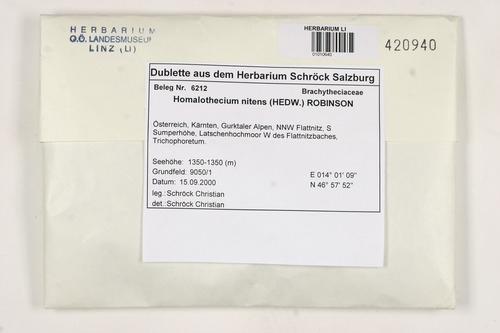 HERBARIUM
O.Ö. LANDESMUSEUM
LINZ (LI)
HERBARIUM LI
01010640
420940
Dublette aus dem Herbarium Schröck Salzburg
Beleg Nr. 6212 Brachytheciaceae
Homalothecium nitens (HEDW.) ROBINSON
Österreich, Kärnten, Gurktaler Alpen, NNW Flattnitz, S
Sumperhöhe, Latschenhochmoor W des Flattnitzbaches,
Trichophoretum.
Seehöhe: 1350-1350 (m)
Grundfeld: 9050/1 E 014° 01' 09"
Datum: 15.09.2000 N 46° 57' 52"
leg.:Schröck Christian
det.:Schröck Christian